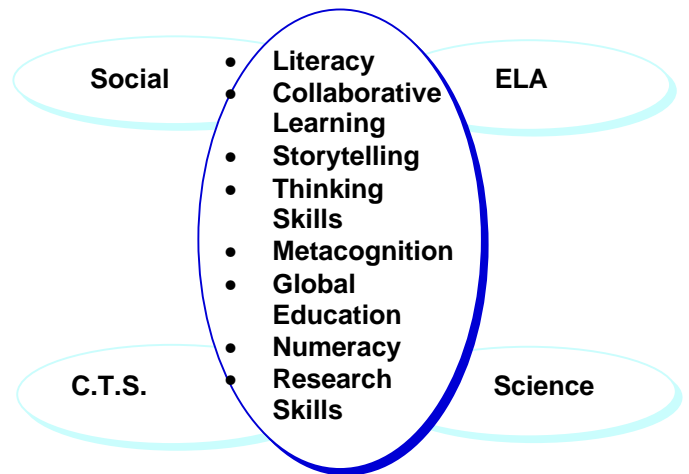 Social
ELA
• Literacy
• Collaborative
Learning
• Storytelling
• Thinking
Skills
• Metacognition
• Global
Education
• Numeracy
• Research
Skills
C.T.S.
Science